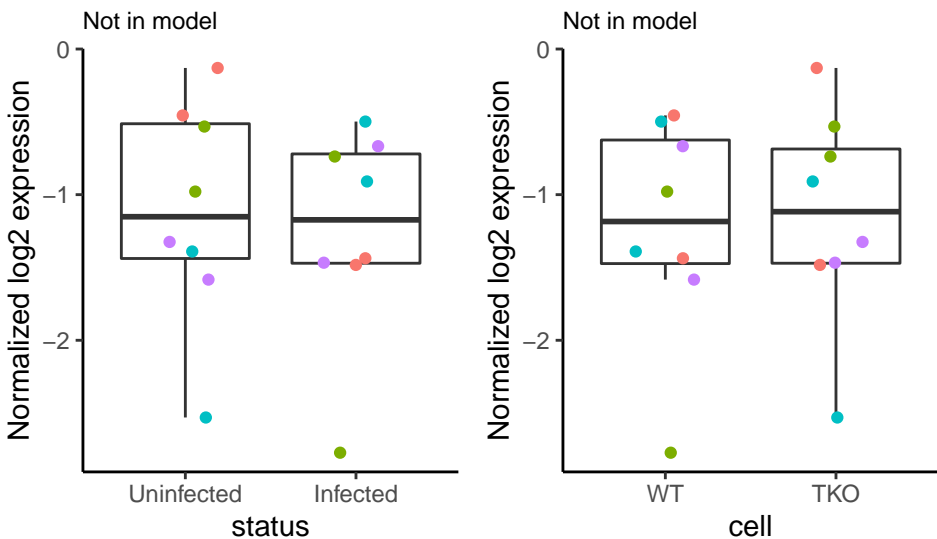 Not in model
Normalized log2 expression
0
−1
−2
Uninfected
Infected
status
Not in model
Normalized log2 expression
0
−1
−2
WT
TKO
cell